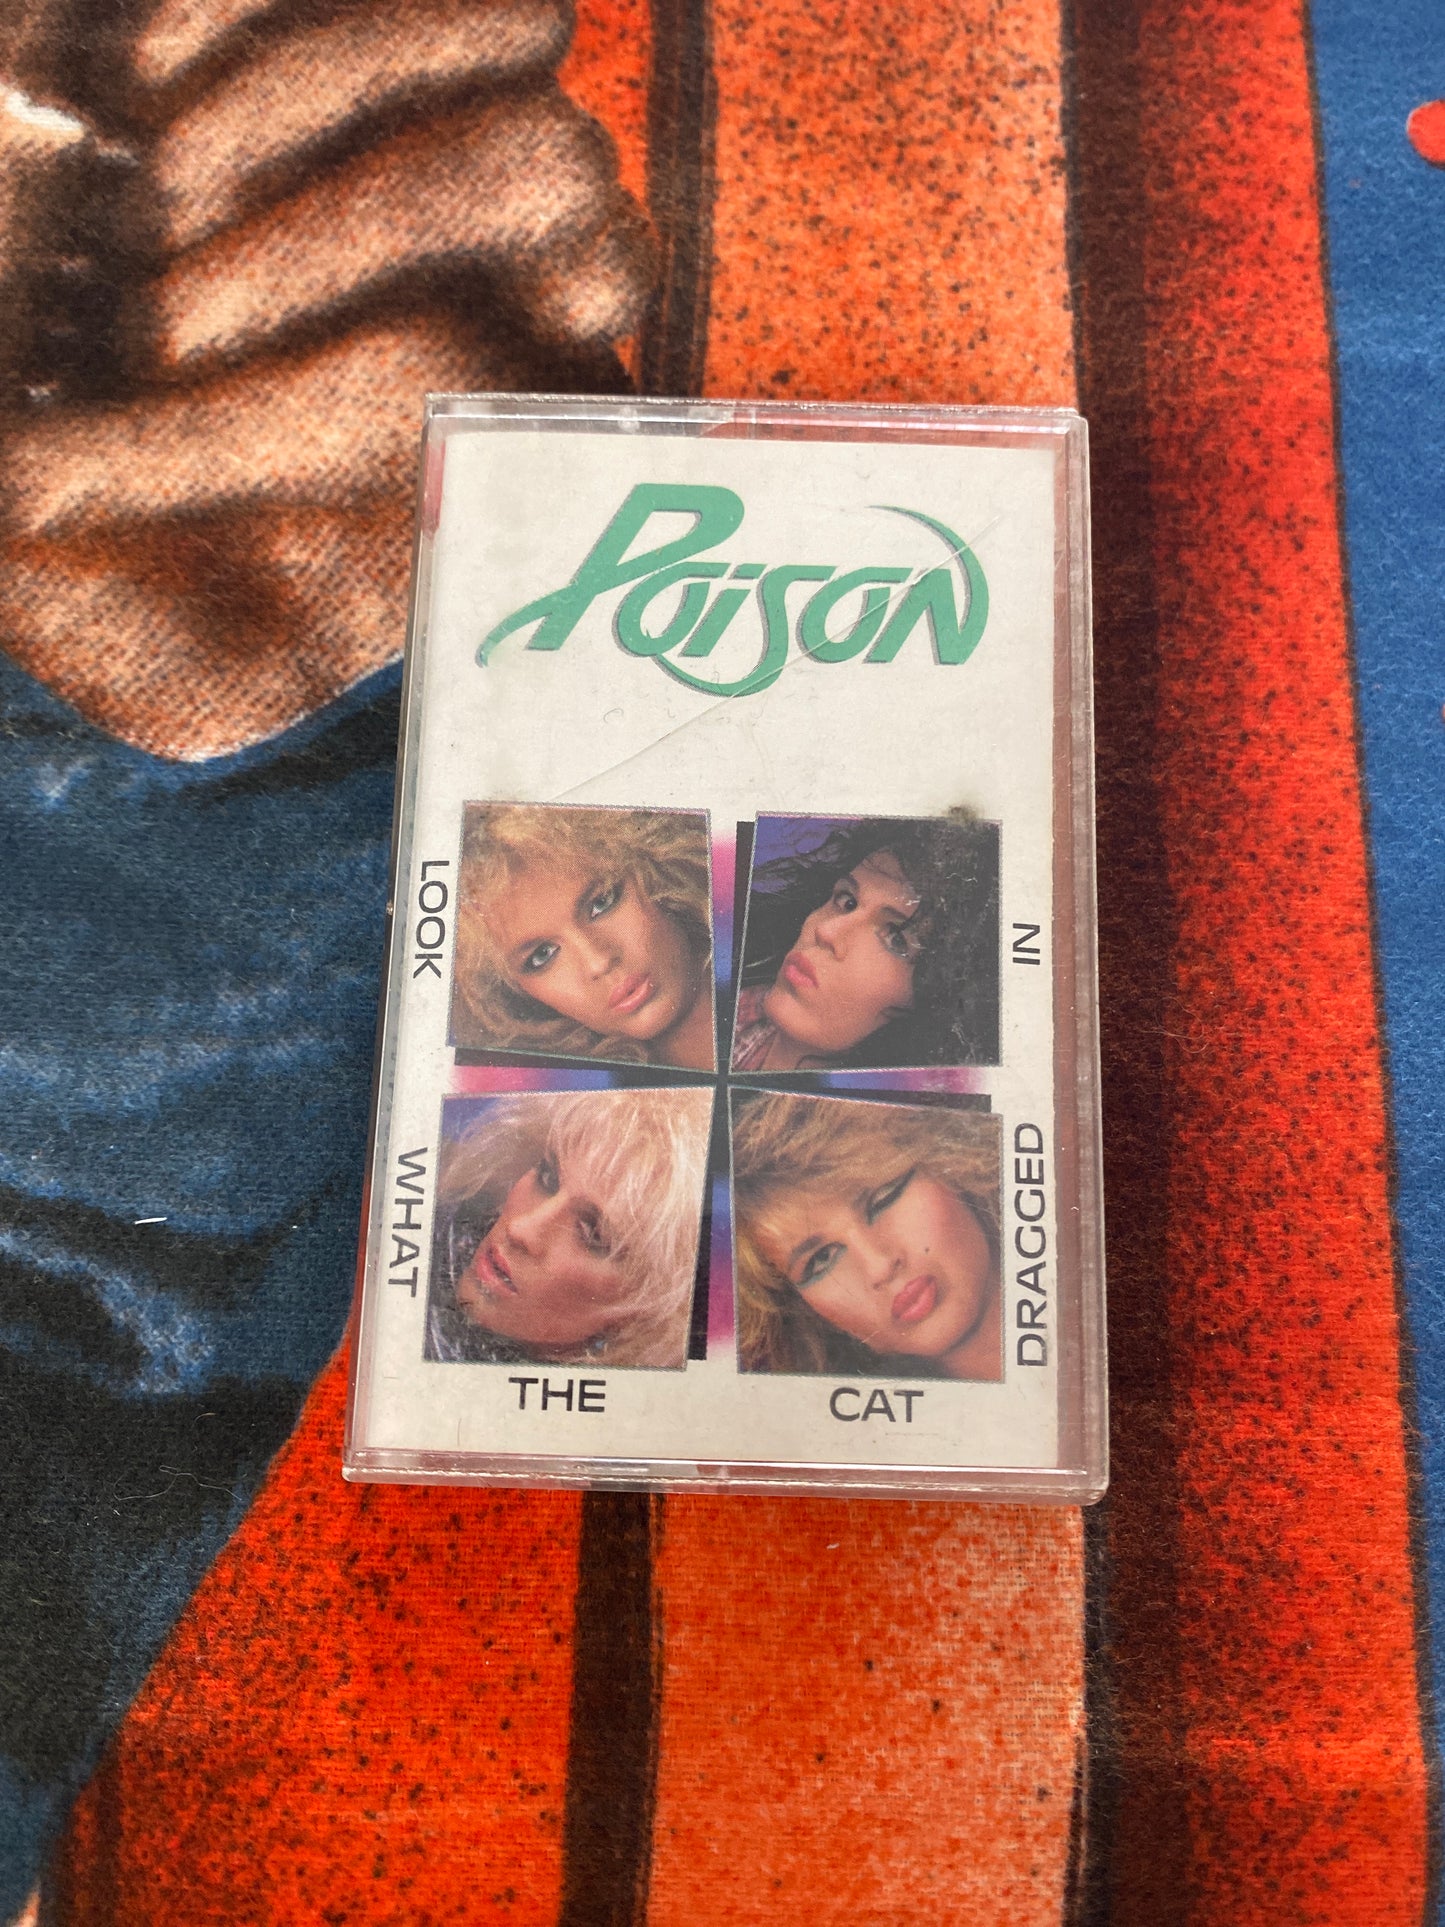 Poison
LOOK
WHAT
THE
CAT
DRAGGED
IN